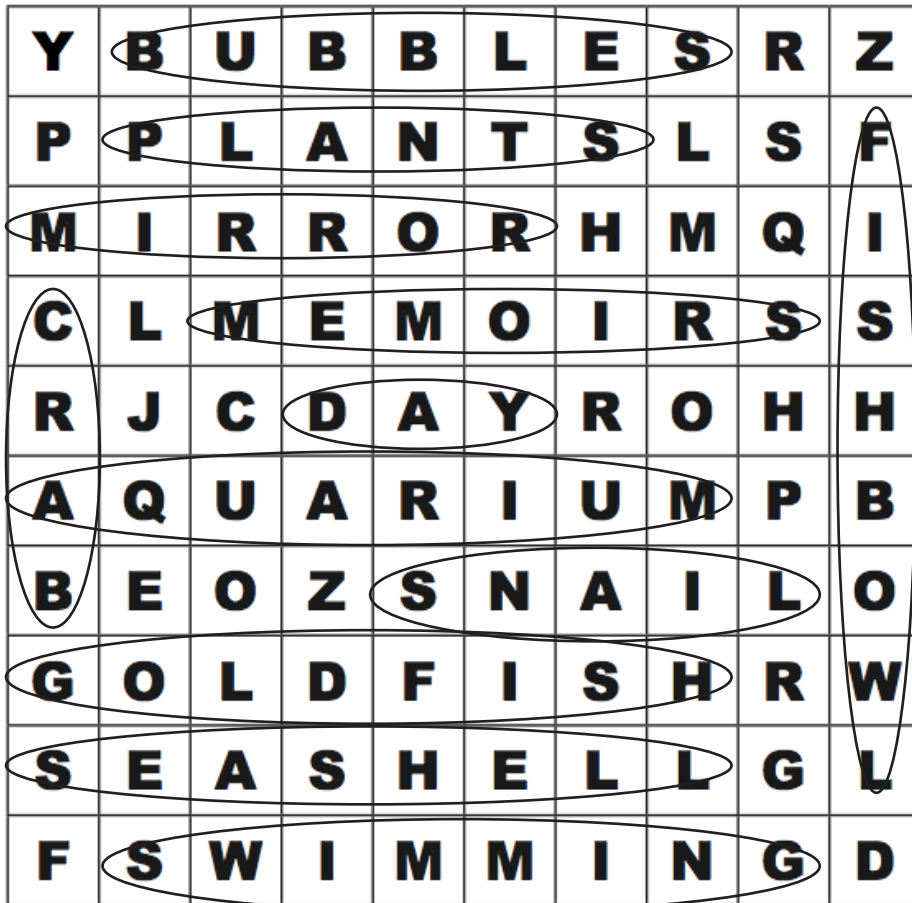 Y B U B B L E S R Z
P P L A N T S L S F
M I R R O R H M Q I
C L M E M O I R S S
R J C D A Y R O H H
A Q U A R I U M P B
B E O Z S N A I L O
G O L D F I S H R W
S E A S H E L L G L
F S W I M M I N G D